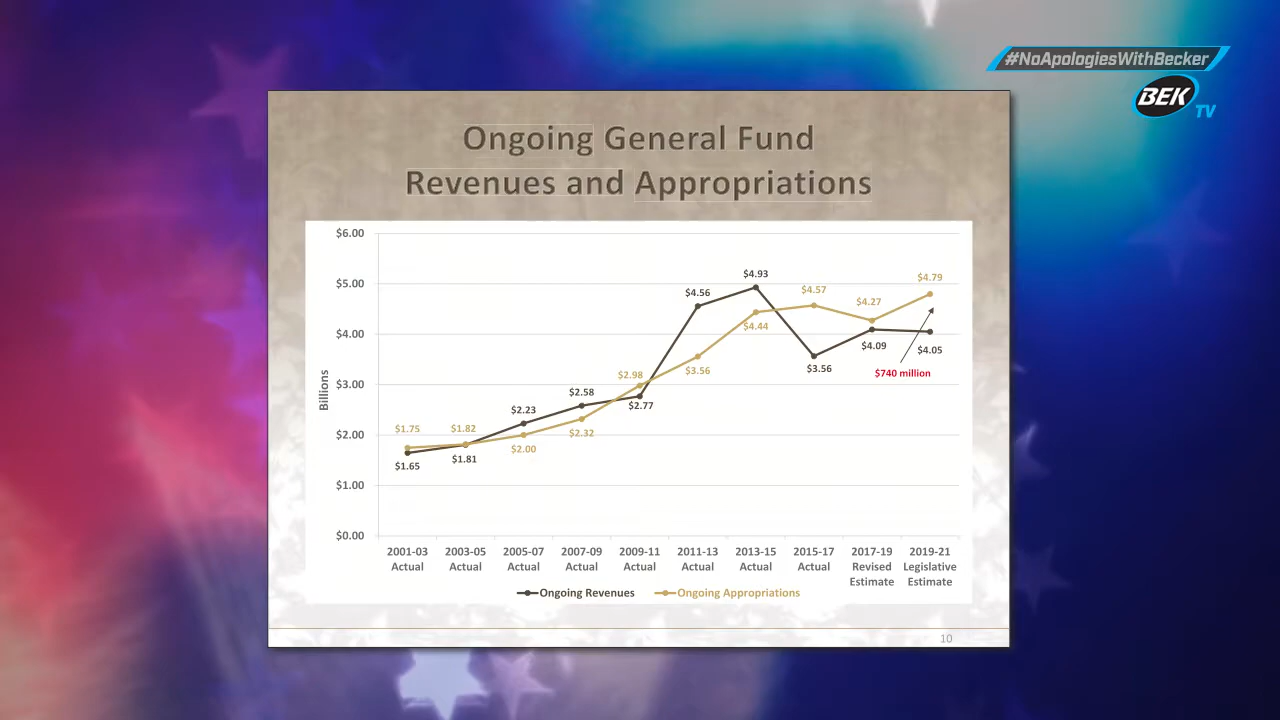 #NoApologiesWithBecker
BEK
TV
Ongoing General Fund
Revenues and Appropriations
$6.00
$5.00
$4.00
$3.00
$2.00
$1.00
$0.00
Billions
$1.75
$1.82
$2.23
$2.58
$2.98
$4.56
$4.93
$4.57
$4.27
$4.79
$1.65
$1.81
$2.00
$2.32
$2.77
$3.56
$4.44
$3.56
$4.09
$4.05
$740 million
2001-03 2003-05 2005-07 2007-09 2009-11 2011-13 2013-15 2015-17 2017-19 2019-21
Actual Actual Actual Actual Actual Actual Actual Actual Revised Legislative
Estimate Estimate
Ongoing Revenues Ongoing Appropriations
10